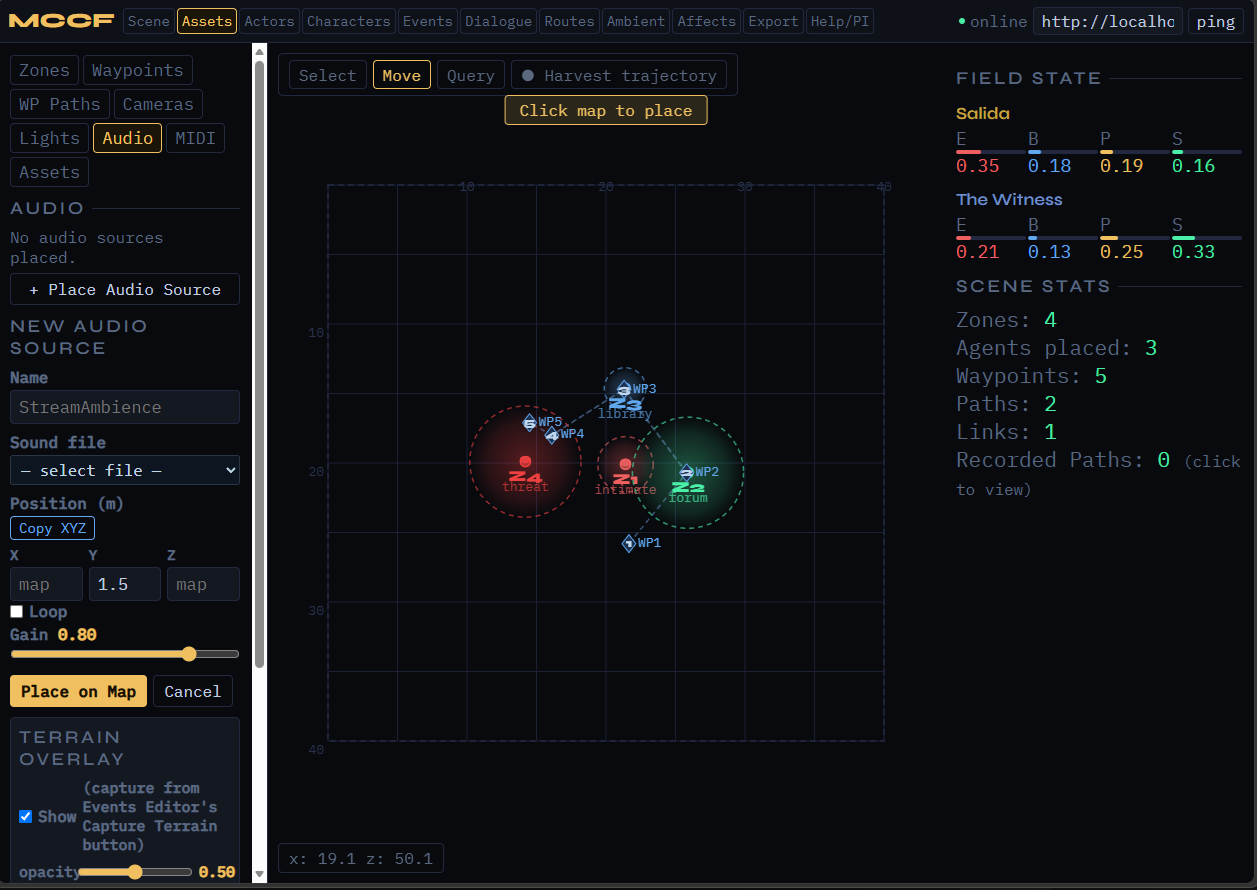 MCCF Scene Assets Actors Characters Events Dialogue Routes Ambient Affects Export Help/PI online http://localho ping
Zones Waypoints
WP Paths Cameras
Lights Audio MIDI
Assets
AUDIO
No audio sources
placed.
+ Place Audio Source
NEW AUDIO
SOURCE
Name
StreamAmbience
Sound file
— select file —
Position (m)
Copy XYZ
X Y Z
map 1.5 map
Loop
Gain 0.80
Place on Map Cancel
TERRAIN
OVERLAY
Show (capture from
Events Editor's
Capture Terrain
button)
opacity 0.50
Select Move Query Harvest trajectory
Click map to place
10 20 30 40
10
20
30
40
3 WP3
Z3
library
5 WP5
4 WP4
Z4
threat
Z1
intimate
2 WP2
Z2
forum
1 WP1
x: 19.1 z: 50.1
FIELD STATE
Salida
E B P S
0.35 0.18 0.19 0.16
The Witness
E B P S
0.21 0.13 0.25 0.33
SCENE STATS
Zones: 4
Agents placed: 3
Waypoints: 5
Paths: 2
Links: 1
Recorded Paths: 0 (click
to view)